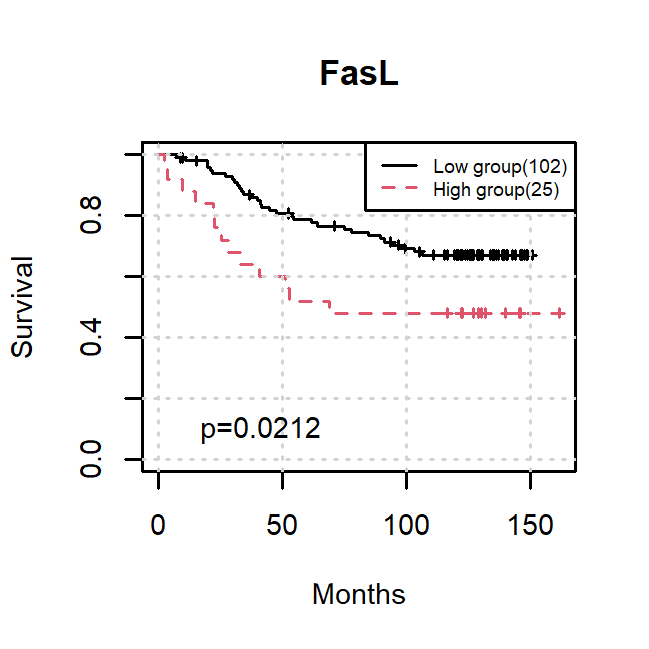 FasL
Low group(102)
High group(25)
Survival
0.8
0.4
0.0
p=0.0212
0 50 100 150
Months